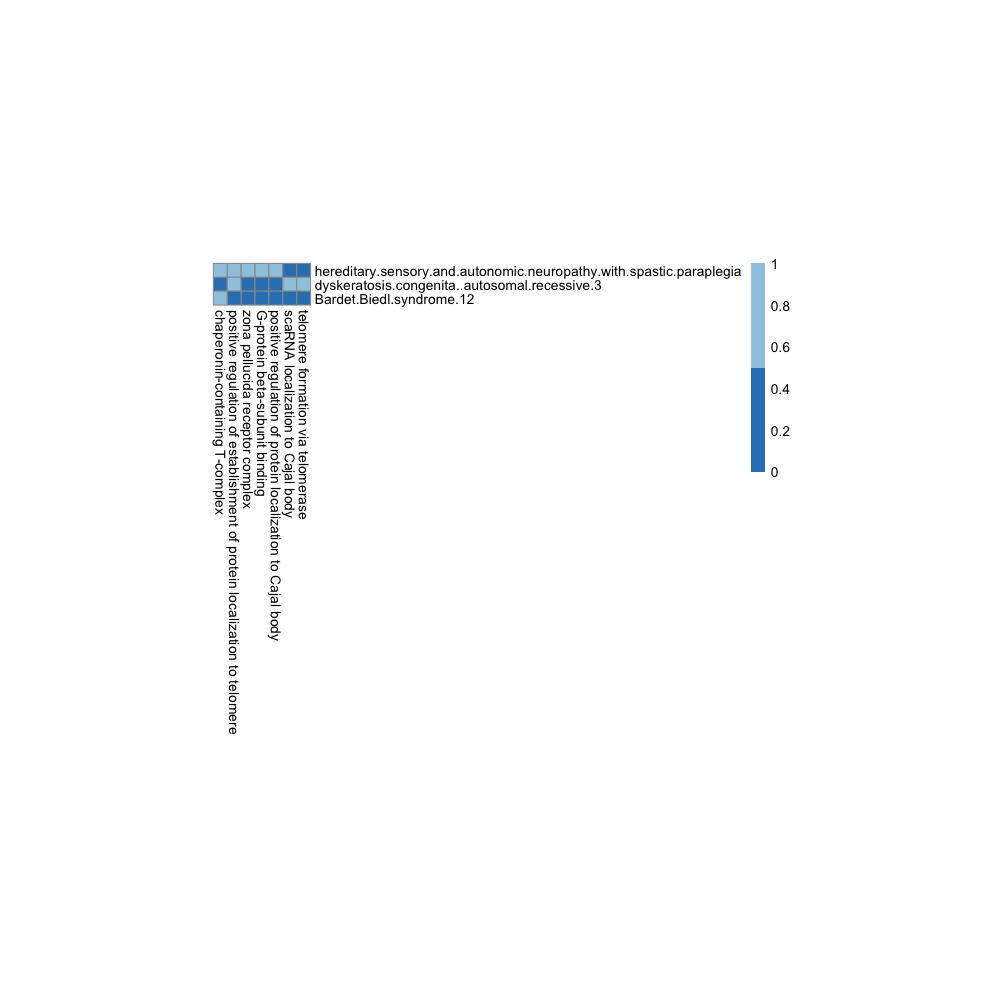 hereditary.sensory.and.autonomic.neuropathy.with.spastic.paraplegia
dyskeratosis.congenita..autosomal.recessive.3
Bardet.Biedl.syndrome.12
chaperonin-containing T-complex
positive regulation of establishment of protein localization to telomere
zona pellucida receptor complex
G-protein beta-subunit binding
positive regulation of protein localization to Cajal body
scaRNA localization to Cajal body
telomere formation via telomerase
1
0.8
0.6
0.4
0.2
0